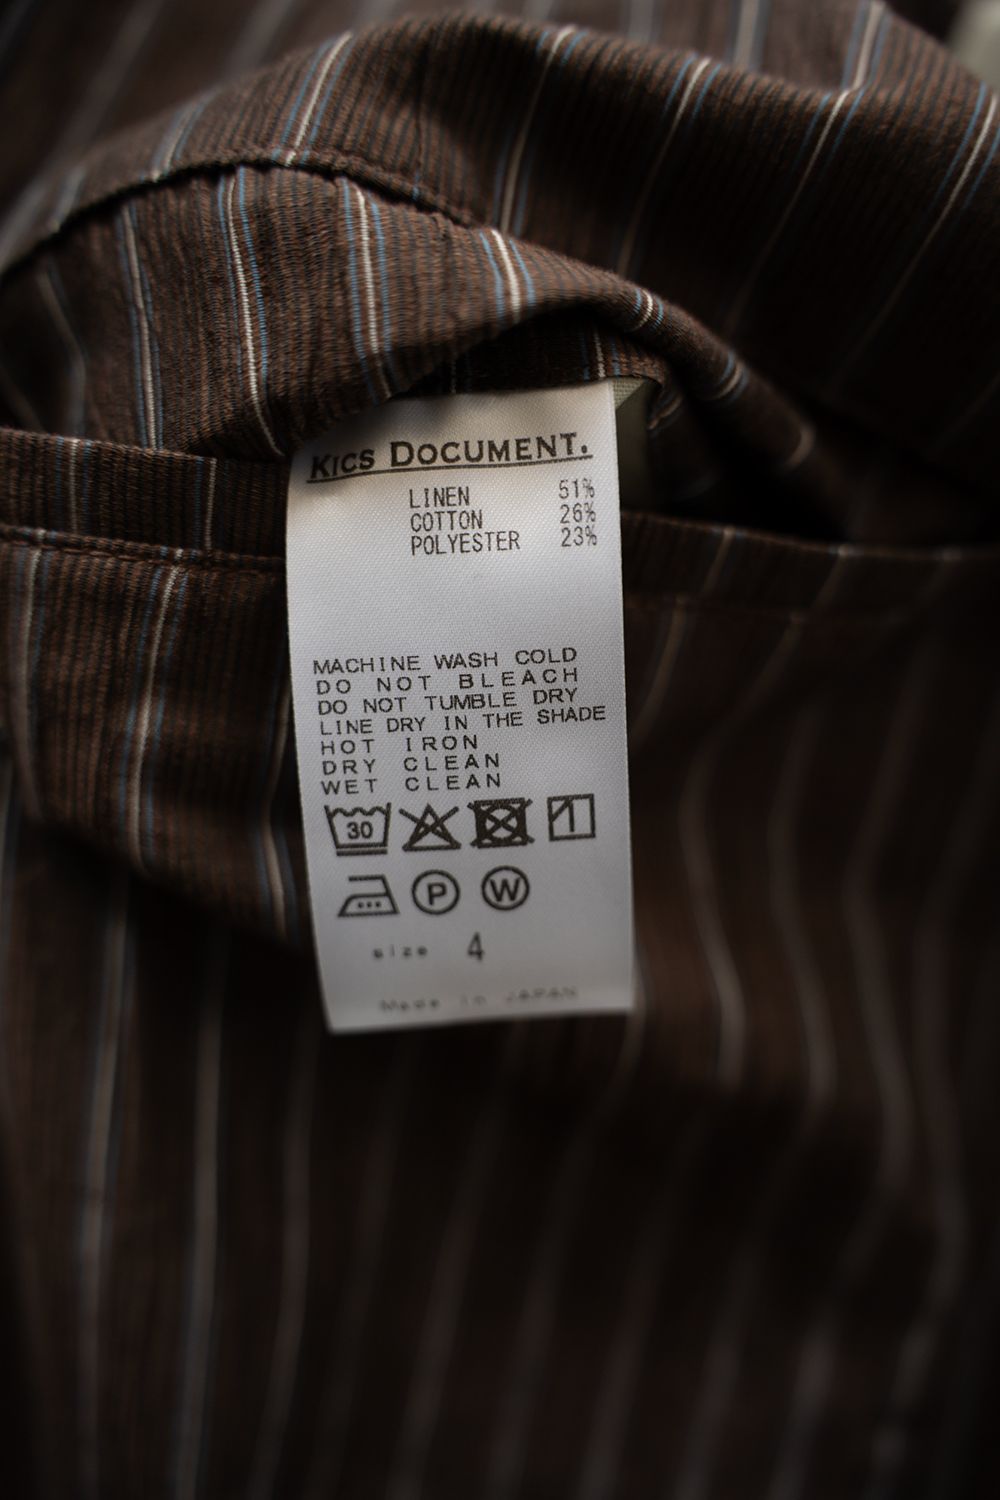 KICS DOCUMENT.
LINEN 51%
COTTON 26%
POLYESTER 23%
MACHINE WASH COLD
DO NOT BLEACH
DO NOT TUMBLE DRY
LINE DRY IN THE SHADE
HOT IRON
DRY CLEAN
WET CLEAN
30
P W
size 4
Made in JAPAN